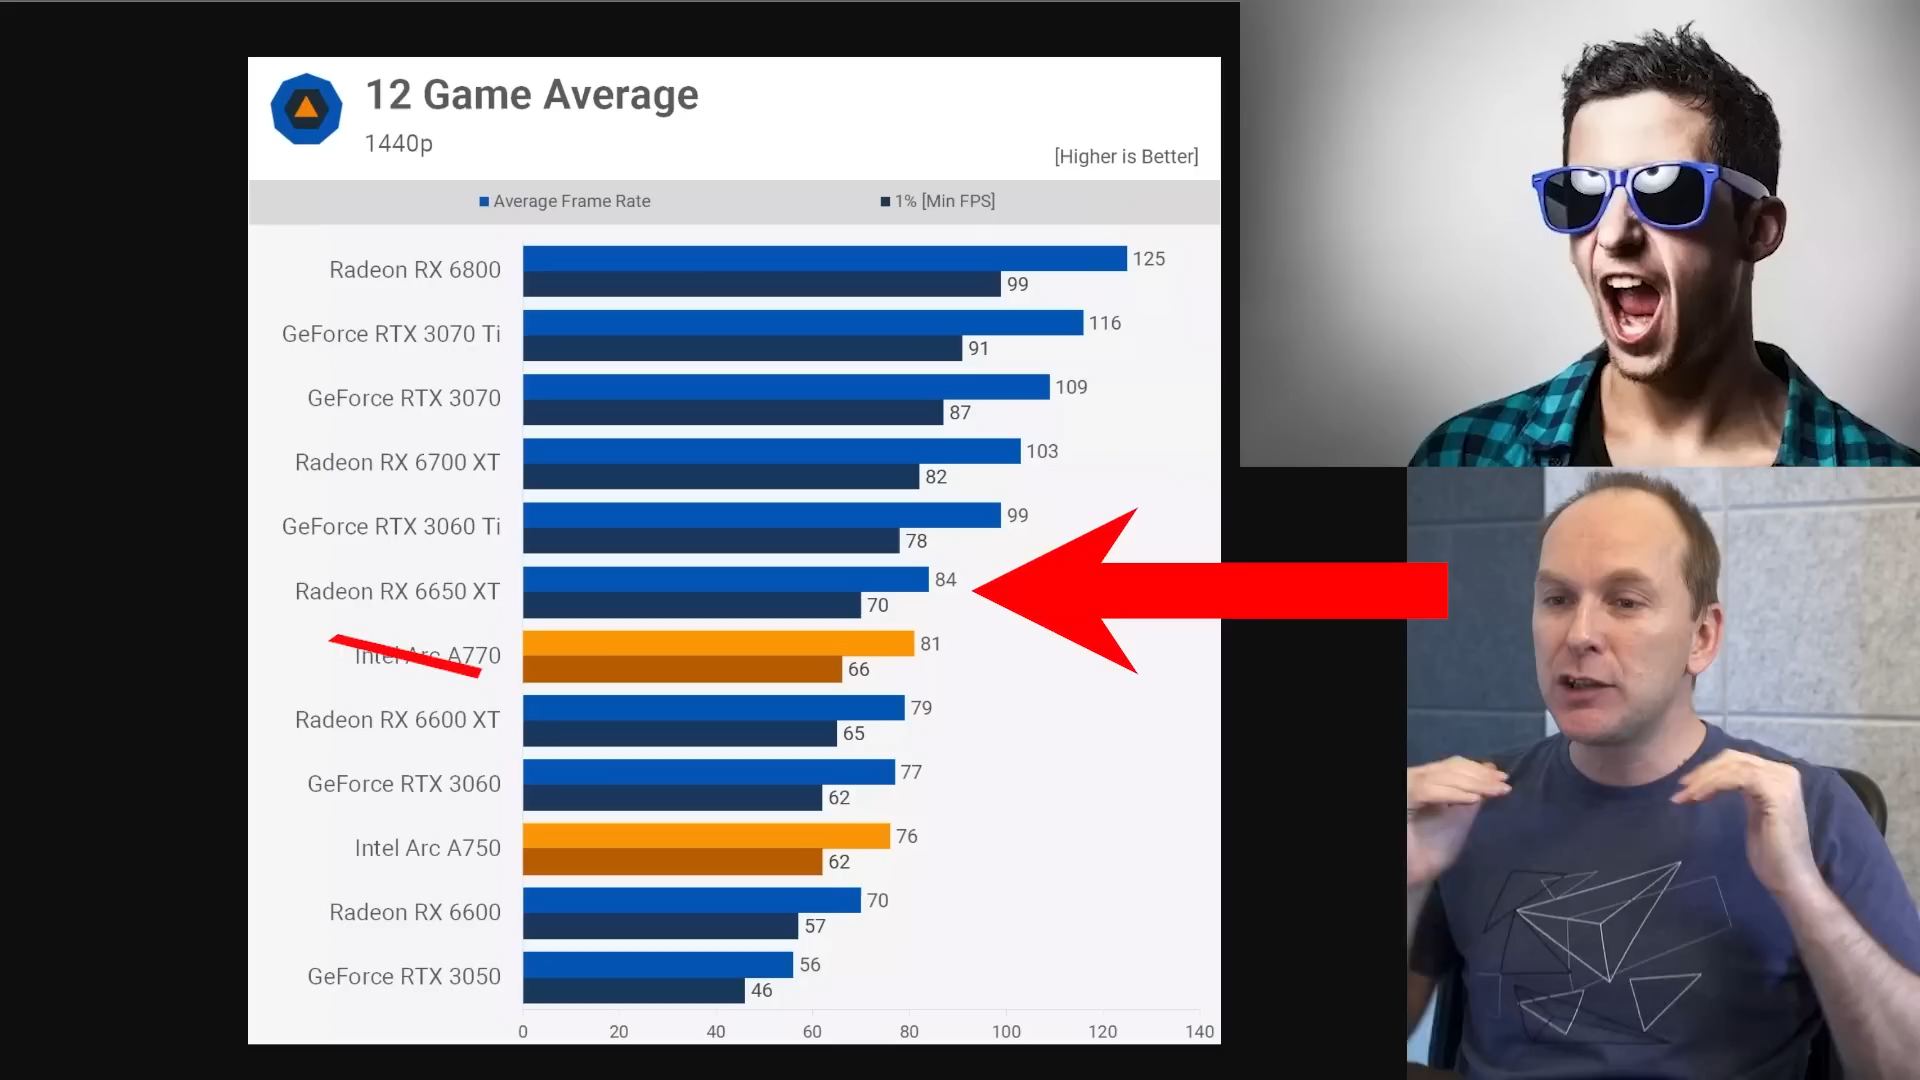 12 Game Average
1440p
[Higher is Better]
Average Frame Rate 1% [Min FPS]
Radeon RX 6800 125
99
GeForce RTX 3070 Ti 116
91
GeForce RTX 3070 109
87
Radeon RX 6700 XT 103
82
GeForce RTX 3060 Ti 99
78
Radeon RX 6650 XT 84
70
Intel Arc A770 81
66
Radeon RX 6600 XT 79
65
GeForce RTX 3060 77
62
Intel Arc A750 76
62
Radeon RX 6600 70
57
GeForce RTX 3050 56
46
0 20 40 60 80 100 120 140